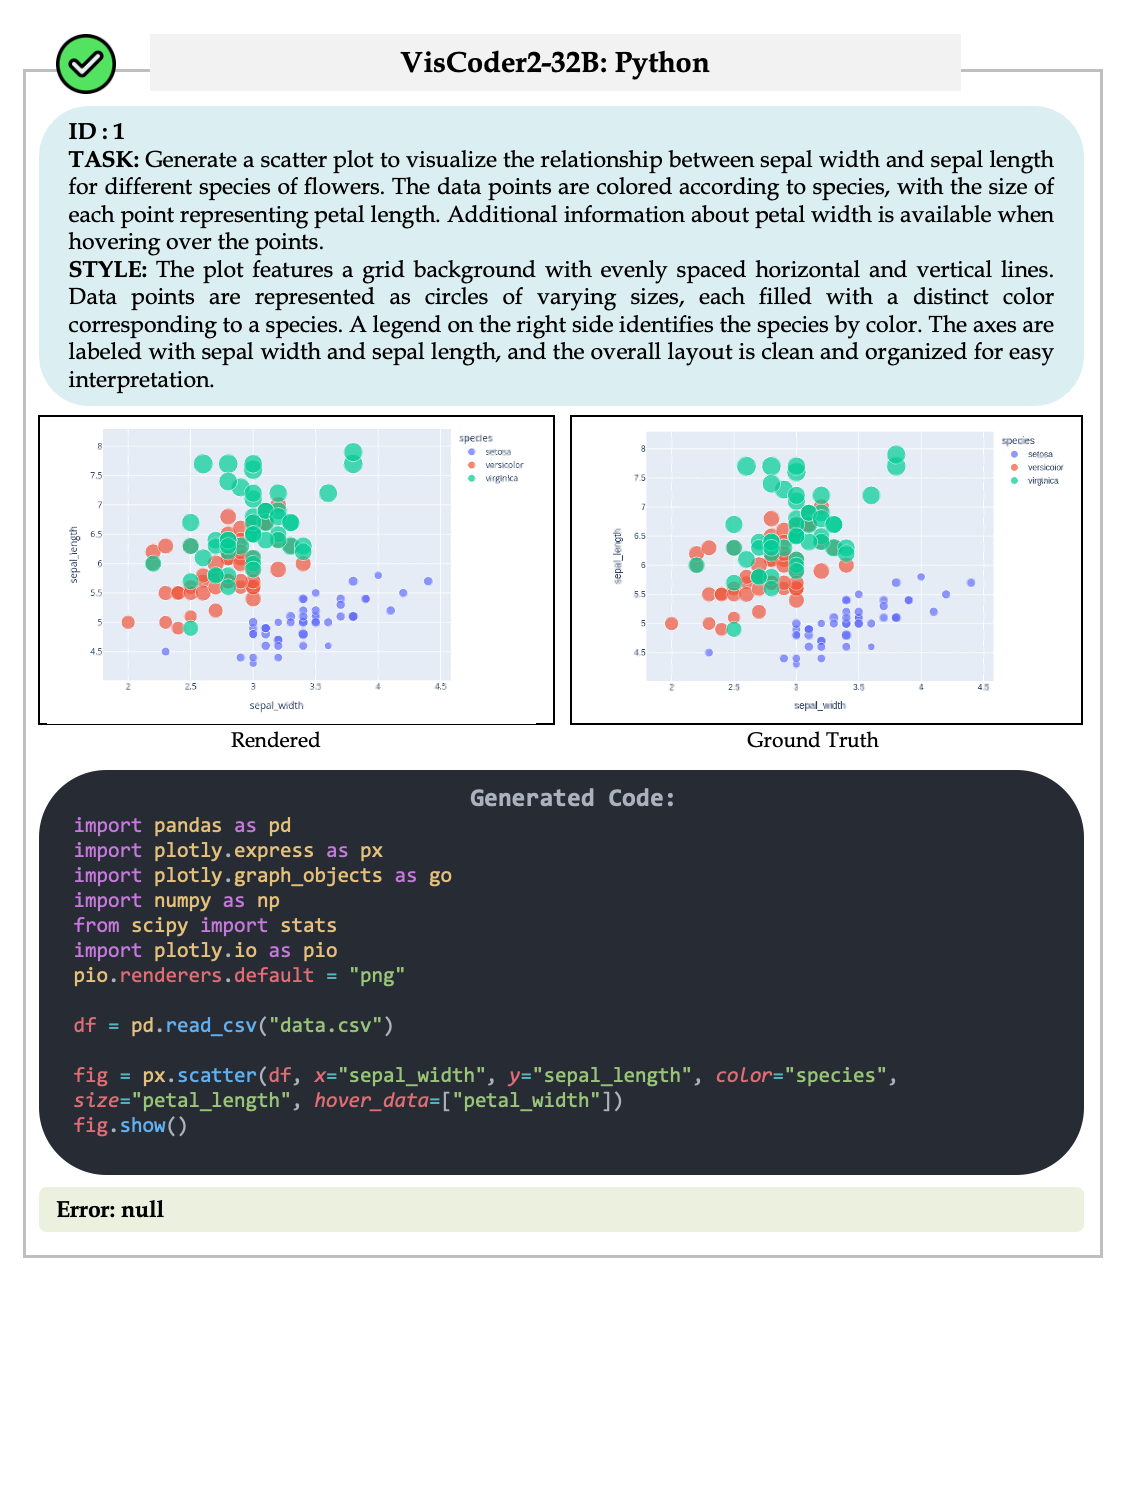 VisCoder2-32B: Python
ID : 1
TASK: Generate a scatter plot to visualize the relationship between sepal width and sepal length
for different species of flowers. The data points are colored according to species, with the size of
each point representing petal length. Additional information about petal width is available when
hovering over the points.
STYLE: The plot features a grid background with evenly spaced horizontal and vertical lines.
Data points are represented as circles of varying sizes, each filled with a distinct color
corresponding to a species. A legend on the right side identifies the species by color. The axes are
labeled with sepal width and sepal length, and the overall layout is clean and organized for easy
interpretation.
species
setosa
versicolor
virginica
8
7.5
7
6.5
6
5.5
5
4.5
sepal_length
2 2.5 3 3.5 4 4.5
sepal_width
Rendered
species
setosa
versicolor
virginica
8
7.5
7
6.5
6
5.5
5
4.5
sepal_length
2 2.5 3 3.5 4 4.5
sepal_width
Ground Truth
Generated Code:
import pandas as pd
import plotly.express as px
import plotly.graph_objects as go
import numpy as np
from scipy import stats
import plotly.io as pio
pio.renderers.default = "png"
df = pd.read_csv("data.csv")
fig = px.scatter(df, x="sepal_width", y="sepal_length", color="species",
size="petal_length", hover_data=["petal_width"])
fig.show()
Error: null